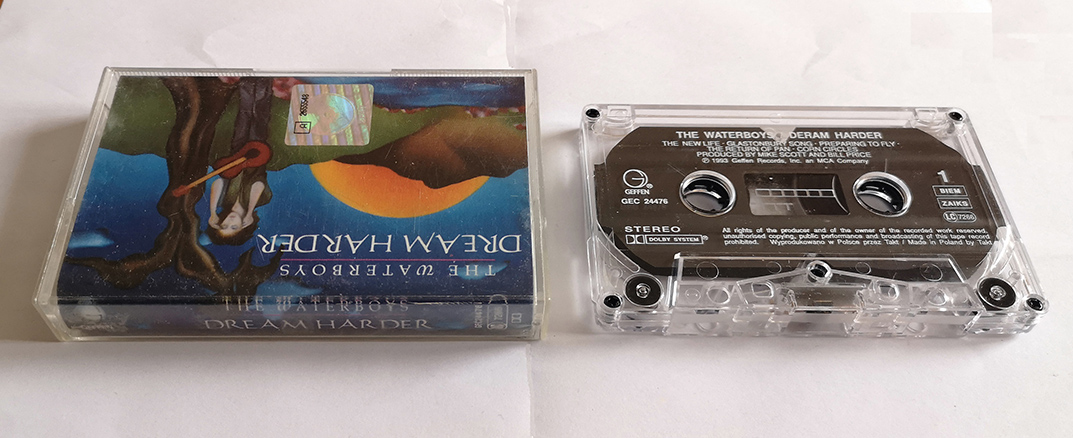 A 2655548
THE WATERBOYS
DREAM HARDER
THE WATERBOYS
DREAM HARDER
THE WATERBOYS DERAM HARDER
THE NEW LIFE · GLASTONBURY SONG · PREPARING TO FLY ·
THE RETURN OF PAN · CORN CIRCLES
PRODUCED BY MIKE SCOTT AND BILL PRICE
℗ 1993 Geffen Records, Inc. an MCA Company
G®
GEFFEN
GEC 24476
1
BIEM
ZAIKS
LC 7266
STEREO
DOLBY SYSTEM®
All rights of the producer and of the owner of the recorded work reserved.
unauthorised copying, public performance and broadcasting of this tape record
prohibited. Wyprodukowano w Polsce przez Takt / Made in Poland by Takt